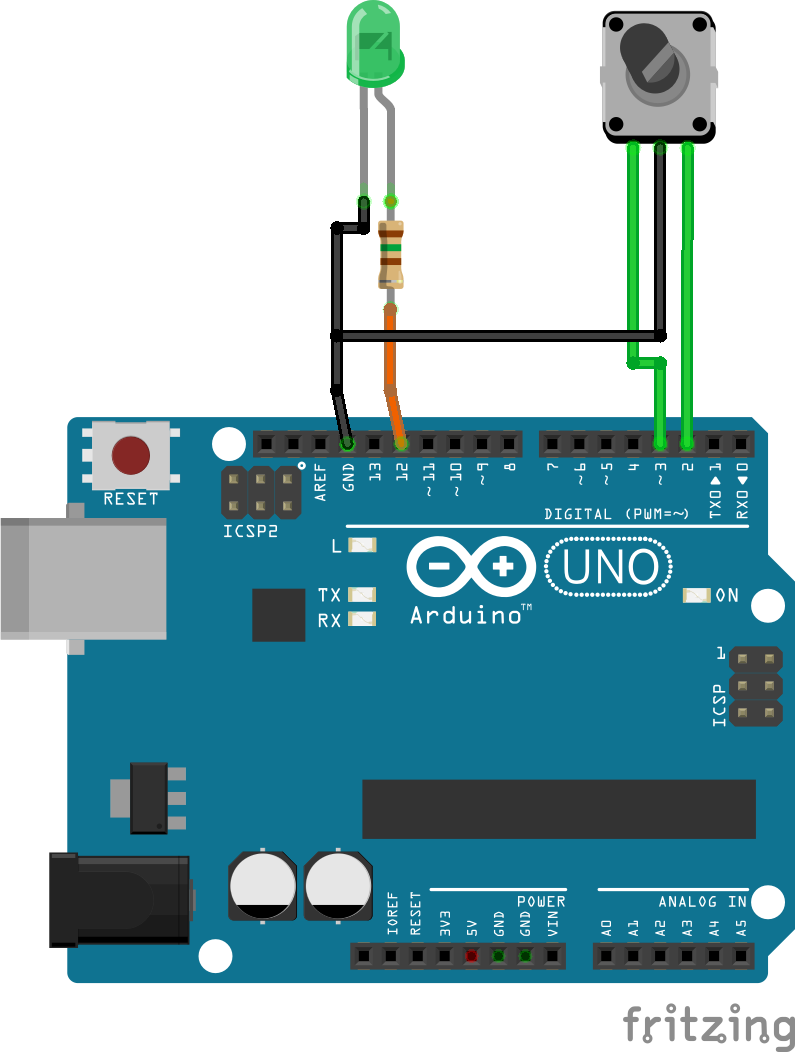 RESET
ICSP2
AREF
GND
13
12
~11
~10
~9
8
7
~6
~5
4
~3
2
TX0▶1
RX0◀0
DIGITAL (PWM=~)
L
TX
RX
Arduino™
UNO
ON
1
ICSP
IOREF
RESET
3V3
5V
GND
GND
VIN
POWER
A0
A1
A2
A3
A4
A5
ANALOG IN
fritzing